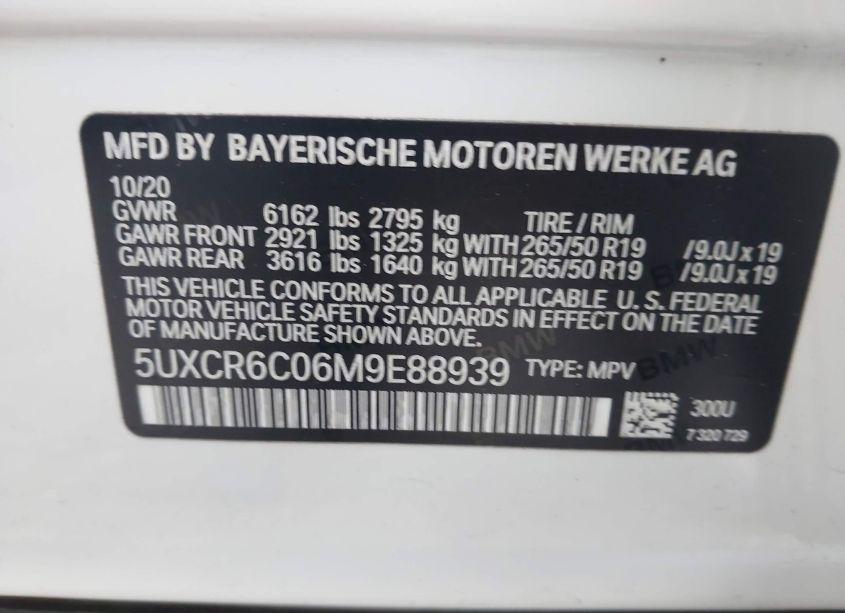 MFD BY BAYERISCHE MOTOREN WERKE AG
10/20
GVWR 6162 lbs 2795 kg TIRE / RIM
GAWR FRONT 2921 lbs 1325 kg WITH 265/50 R19 /9.0J x 19
GAWR REAR 3616 lbs 1640 kg WITH 265/50 R19 /9.0J x 19
THIS VEHICLE CONFORMS TO ALL APPLICABLE U. S. FEDERAL
MOTOR VEHICLE SAFETY STANDARDS IN EFFECT ON THE DATE
OF MANUFACTURE SHOWN ABOVE.
5UXCR6C06M9E88939 TYPE: MPV
300U
7 320 729
BMW
BMW